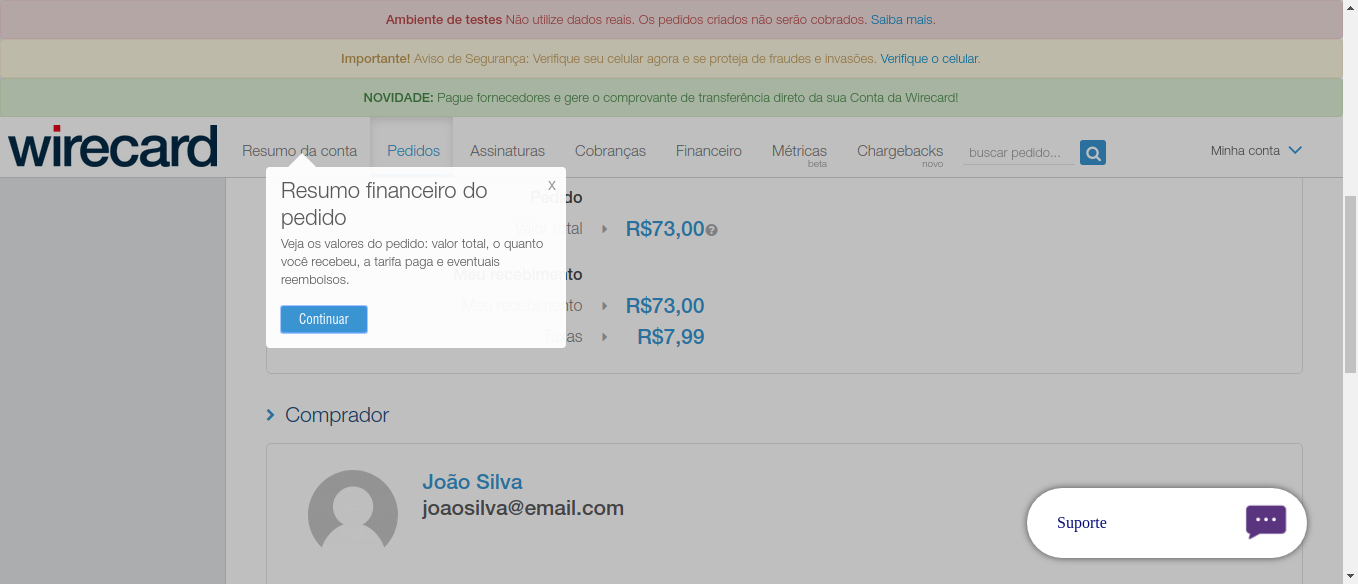 Ambiente de testes Não utilize dados reais. Os pedidos criados não serão cobrados. Saiba mais.
Importante! Aviso de Segurança: Verifique seu celular agora e se proteja de fraudes e invasões. Verifique o celular.
NOVIDADE: Pague fornecedores e gere o comprovante de transferência direto da sua Conta da Wirecard!
wirecard Resumo da conta Pedidos Assinaturas Cobranças Financeiro Métricas Chargebacks buscar pedido... Minha conta
beta novo
Resumo financeiro do x
pedido
Veja os valores do pedido: valor total, o quanto
você recebeu, a tarifa paga e eventuais
reembolsos.
Continuar
Pedido
Valor total R$73,00 ?
Meu recebimento
Meu recebimento R$73,00
Taxas R$7,99
Comprador
João Silva
joaosilva@email.com
Suporte